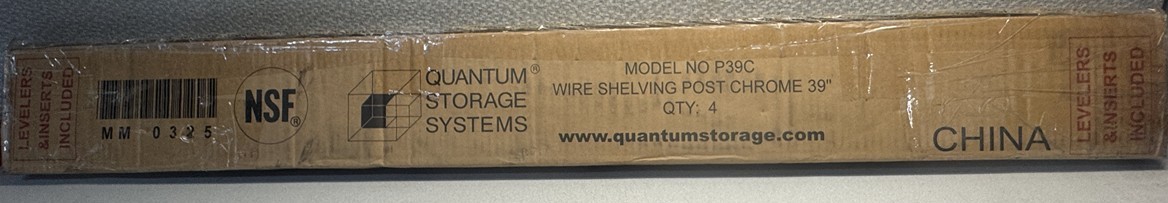 LEVELERS
&INSERTS
INCLUDED
MM 0325
NSF®
QUANTUM®
STORAGE
SYSTEMS
MODEL NO P39C
WIRE SHELVING POST CHROME 39"
QTY: 4
www.quantumstorage.com
CHINA
LEVELERS
&INSERTS
INCLUDED